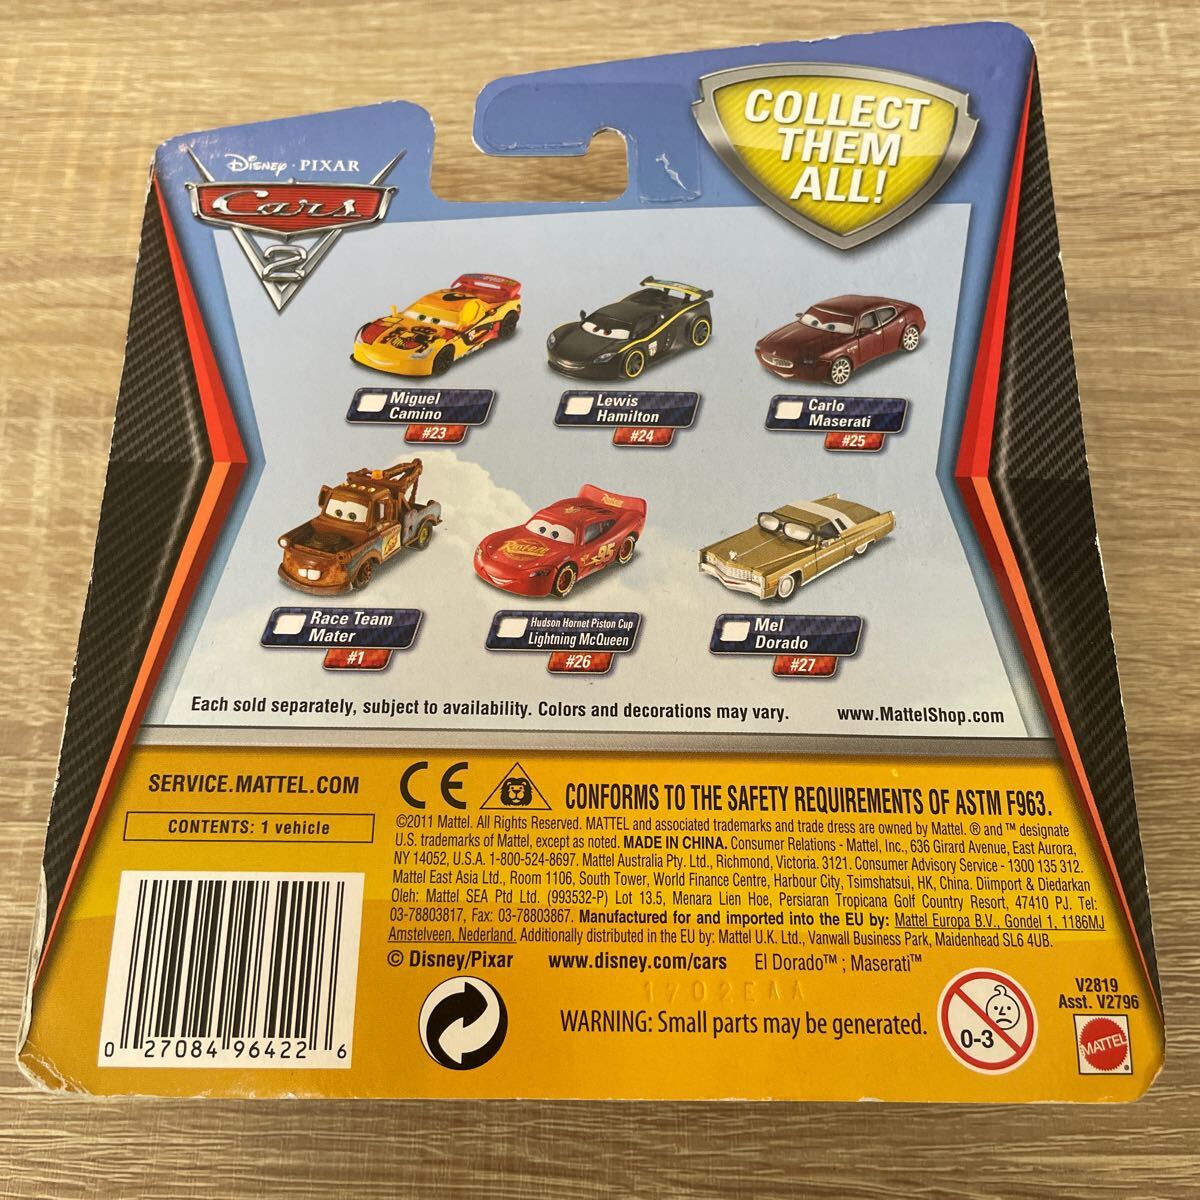 Disney · PIXAR
Cars
2
COLLECT
THEM
ALL!
Miguel
Camino
#23
Lewis
Hamilton
#24
Carlo
Maserati
#25
Race Team
Mater
#1
Hudson Hornet Piston Cup
Lightning McQueen
#26
Mel
Dorado
#27
Each sold separately, subject to availability. Colors and decorations may vary.
www.MattelShop.com
SERVICE.MATTEL.COM
CONTENTS: 1 vehicle
CE
CONFORMS TO THE SAFETY REQUIREMENTS OF ASTM F963.
©2011 Mattel. All Rights Reserved. MATTEL and associated trademarks and trade dress are owned by Mattel. ® and ™ designate
U.S. trademarks of Mattel, except as noted. MADE IN CHINA. Consumer Relations - Mattel, Inc., 636 Girard Avenue, East Aurora,
NY 14052, U.S.A. 1-800-524-8697. Mattel Australia Pty. Ltd., Richmond, Victoria. 3121. Consumer Advisory Service - 1300 135 312.
Mattel East Asia Ltd., Room 1106, South Tower, World Finance Centre, Harbour City, Tsimshatsui, HK, China. Diimport & Diedarkan
Oleh: Mattel SEA Ptd Ltd. (993532-P) Lot 13.5, Menara Lien Hoe, Persiaran Tropicana Golf Country Resort, 47410 PJ. Tel:
03-78803817, Fax: 03-78803867. Manufactured for and imported into the EU by: Mattel Europa B.V., Gondel 1, 1186MJ
Amstelveen, Nederland. Additionally distributed in the EU by: Mattel U.K. Ltd., Vanwall Business Park, Maidenhead SL6 4UB.
© Disney/Pixar www.disney.com/cars El Dorado™ ; Maserati™
1702EAA
WARNING: Small parts may be generated.
0-3
V2819
Asst. V2796
MATTEL
0 27084 96422 6